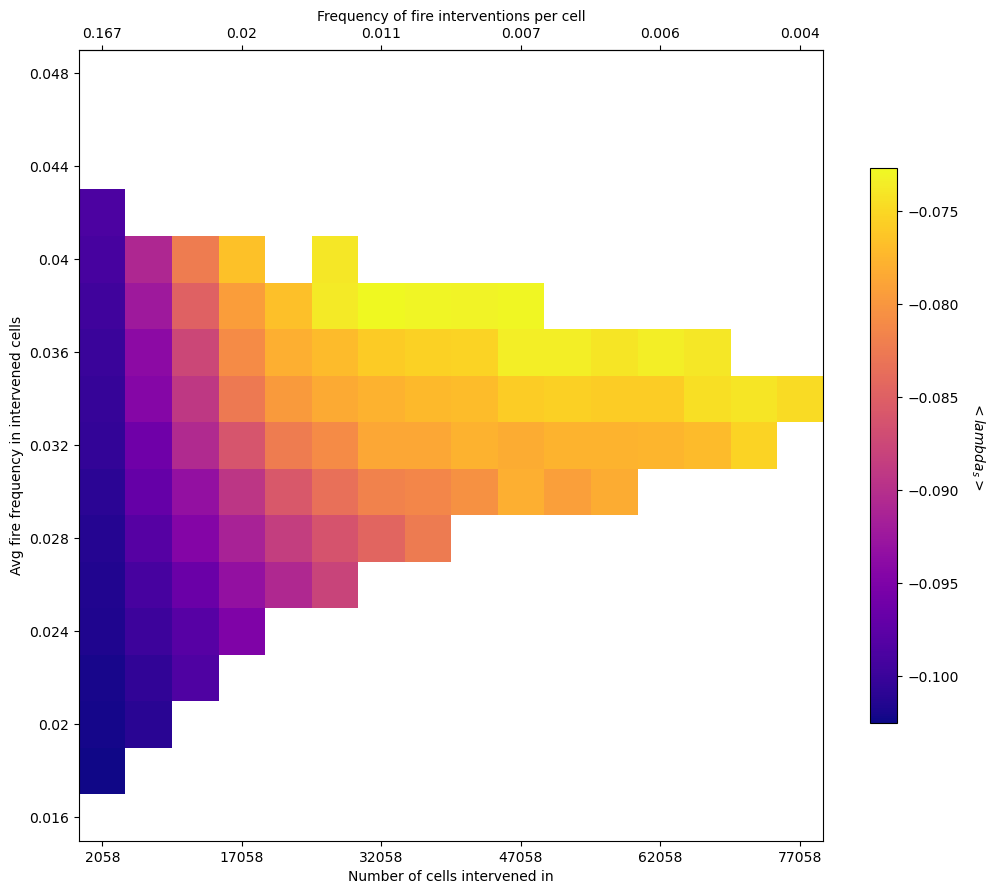 Frequency of fire interventions per cell
0.167 0.02 0.011 0.007 0.006 0.004
0.048
0.044
0.04
0.036
0.032
0.028
0.024
0.02
0.016
Avg fire frequency in intervened cells
2058 17058 32058 47058 62058 77058
Number of cells intervened in
−0.075
−0.080
−0.085
−0.090
−0.095
−0.100
< lambda_s >